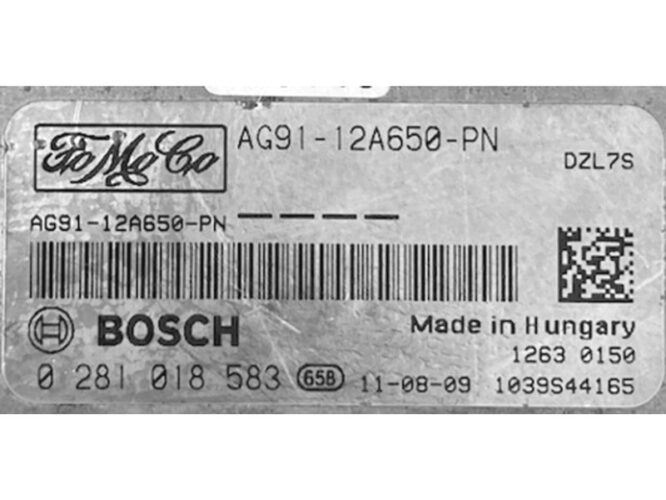 FoMoCo
AG91-12A650-PN
DZL7S
AG91-12A650-PN ----
BOSCH
Made in Hungary
1263 0150
0 281 018 583 65B 11-08-09 1039S44165